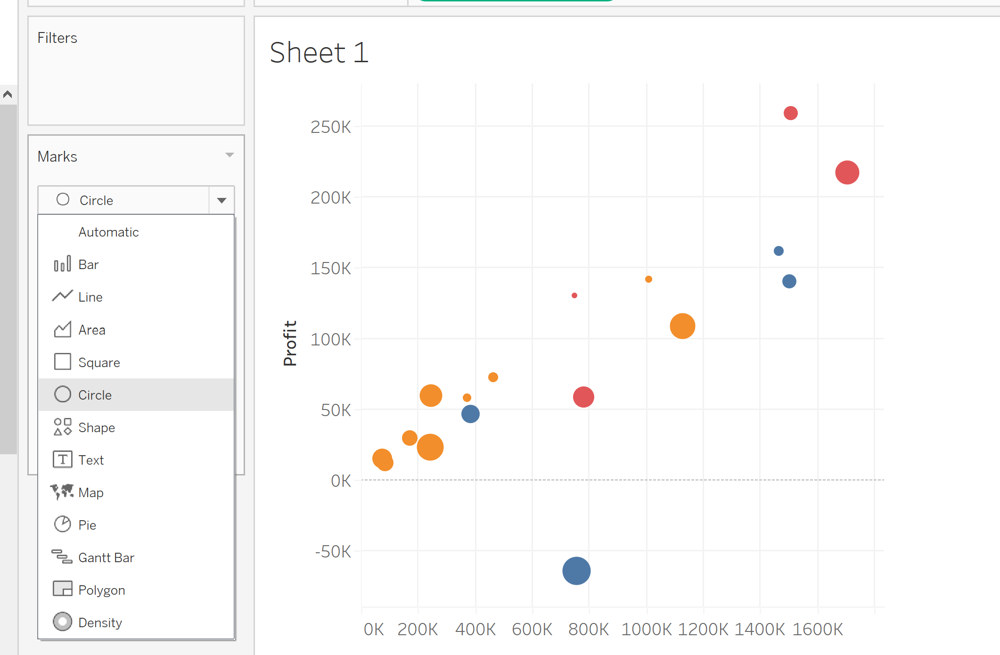 Filters
Marks
Circle
Automatic
Bar
Line
Area
Square
Circle
Shape
Text
Map
Pie
Gantt Bar
Polygon
Density
Sheet 1
Profit
250K
200K
150K
100K
50K
0K
-50K
0K 200K 400K 600K 800K 1000K 1200K 1400K 1600K